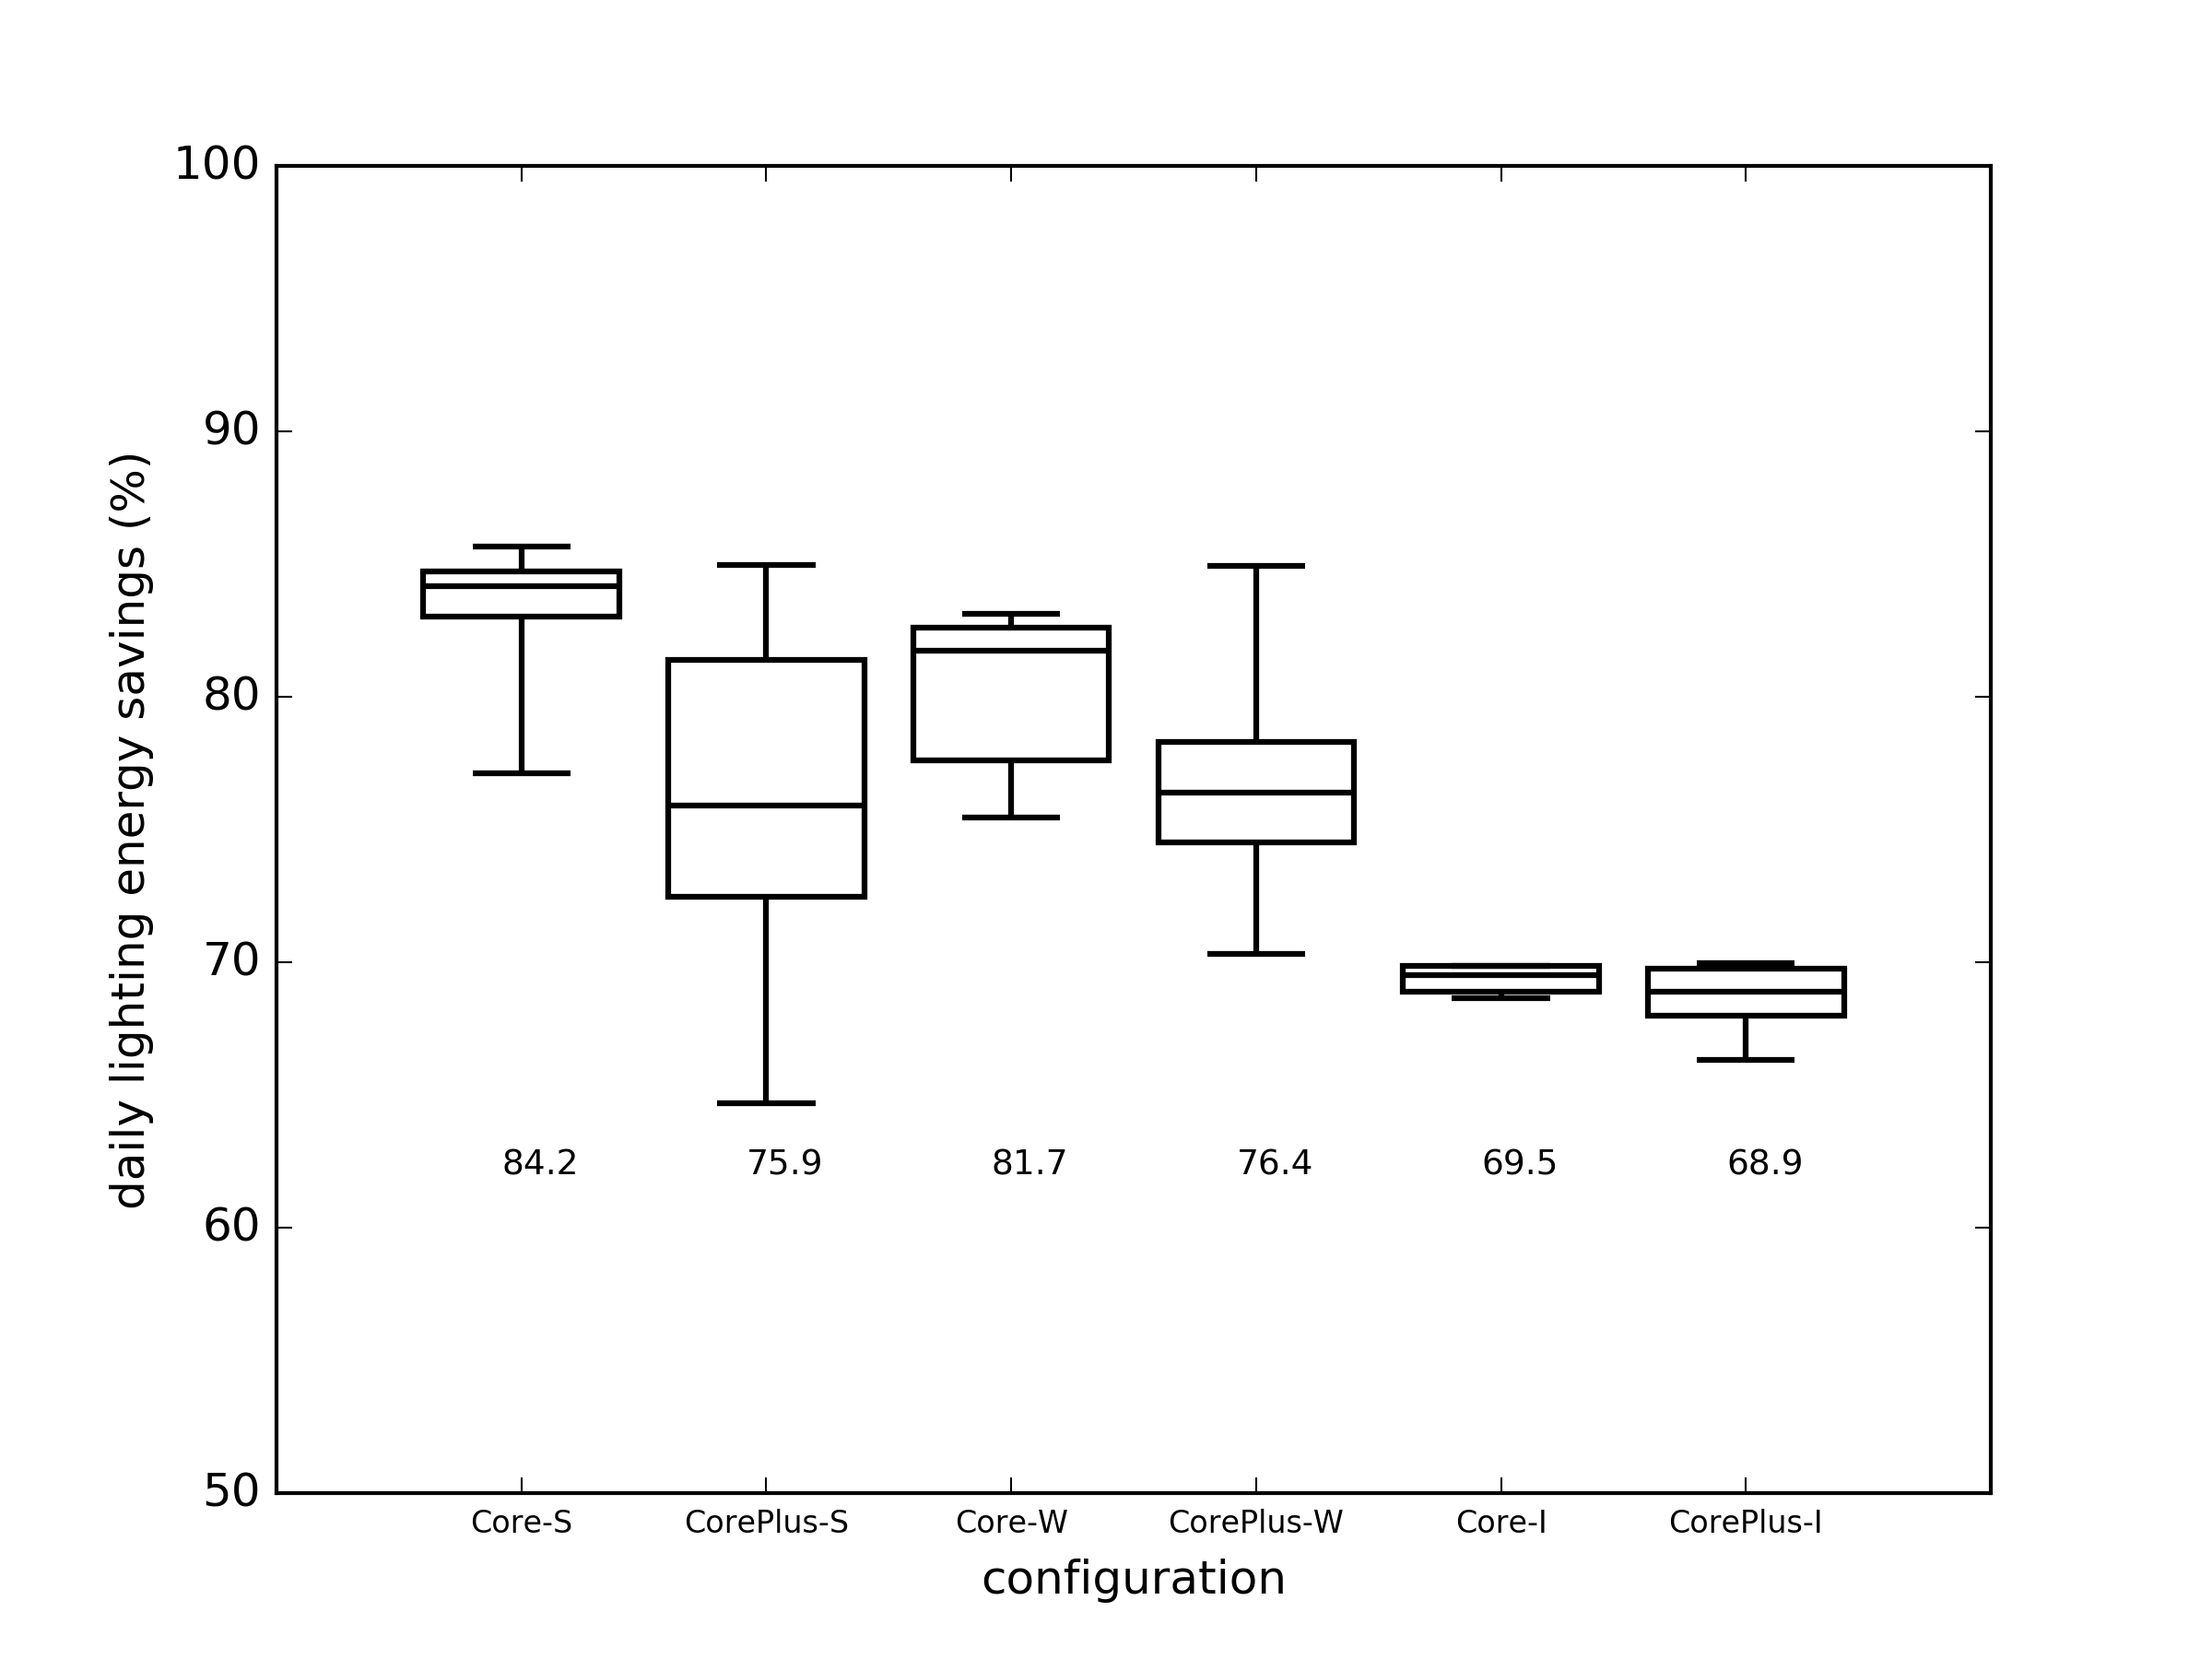 100
90
80
70
60
50
daily lighting energy savings (%)
84.2 75.9 81.7 76.4 69.5 68.9
Core-S CorePlus-S Core-W CorePlus-W Core-I CorePlus-I
configuration